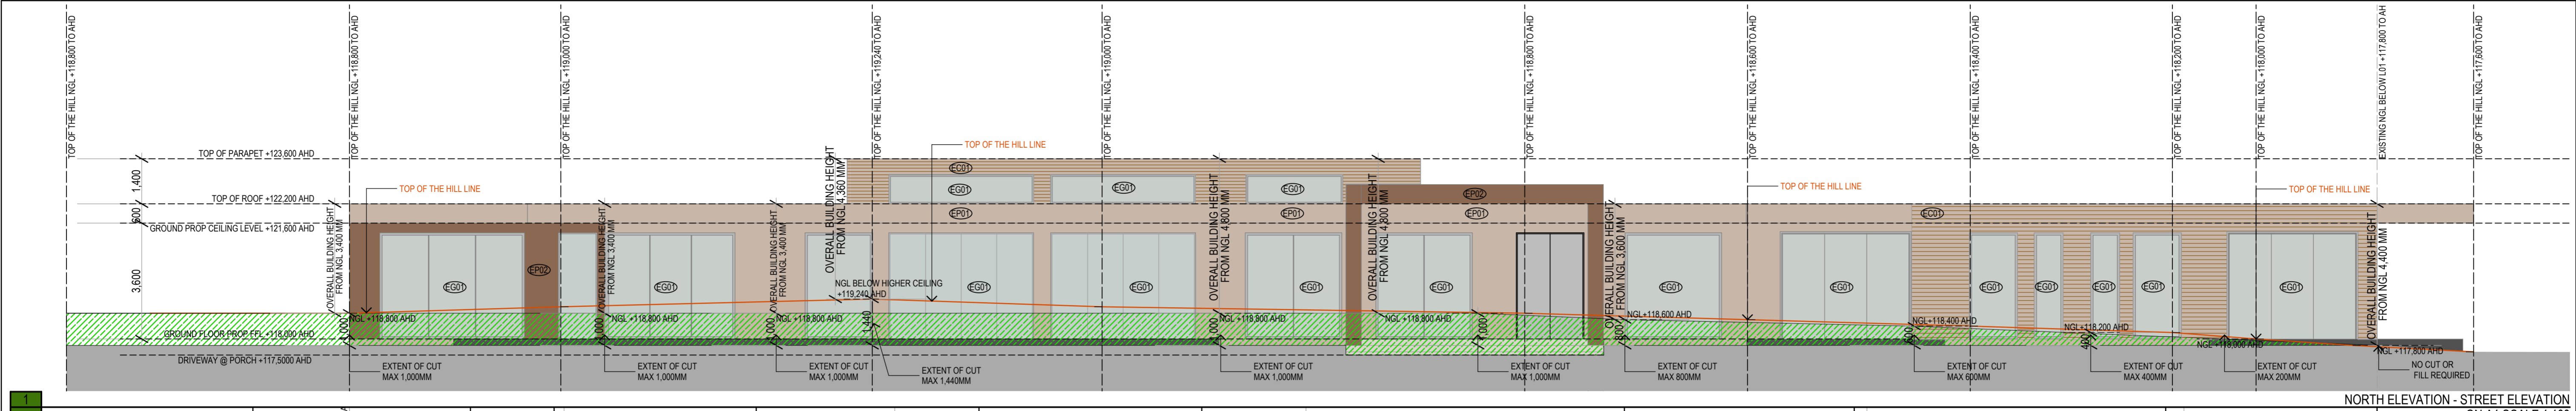 TOP OF THE HILL NGL +118,800 TO AHD
TOP OF THE HILL NGL +118,800 TO AHD
TOP OF THE HILL NGL +119,000 TO AHD
TOP OF THE HILL NGL +119,240 TO AHD
TOP OF THE HILL NGL +119,000 TO AHD
TOP OF THE HILL NGL +118,800 TO AHD
TOP OF THE HILL NGL +118,600 TO AHD
TOP OF THE HILL NGL +118,400 TO AHD
TOP OF THE HILL NGL +118,200 TO AHD
TOP OF THE HILL NGL +118,000 TO AHD
EXISTING NGL BELOW L01 +117,800 TO AH
TOP OF THE HILL NGL +117,600 TO AHD
TOP OF PARAPET +123,600 AHD
1,400
TOP OF ROOF +122,200 AHD
600
GROUND PROP CEILING LEVEL +121,600 AHD
3,600
GROUND FLOOR PROP FFL +118,000 AHD
DRIVEWAY @ PORCH +117,5000 AHD
TOP OF THE HILL LINE
TOP OF THE HILL LINE
TOP OF THE HILL LINE
TOP OF THE HILL LINE
OVERALL BUILDING HEIGHT
FROM NGL 3,400 MM
OVERALL BUILDING HEIGHT
FROM NGL 3,400 MM
OVERALL BUILDING HEIGHT
FROM NGL 3,400 MM
OVERALL BUILDING HEIGHT
FROM NGL 4,360 MM
OVERALL BUILDING HEIGHT
FROM NGL 4,800 MM
OVERALL BUILDING HEIGHT
FROM NGL 4,800 MM
OVERALL BUILDING HEIGHT
FROM NGL 3,600 MM
OVERALL BUILDING HEIGHT
FROM NGL 4,400 MM
EC01
EG01
EG01
EG01
EP02
EP01
EP01
EP01
EC01
EP02
EG01
EG01
EG01
EG01
EG01
EG01
EG01
EG01
EG01
EG01
EG01
EG01
EG01
EG01
NGL BELOW HIGHER CEILING
+119,240 AHD
NGL +118,800 AHD
NGL +118,800 AHD
NGL +118,800 AHD
NGL +118,800 AHD
NGL +118,800 AHD
NGL +118,600 AHD
NGL +118,400 AHD
NGL +118,200 AHD
NGL +118,000 AHD
NGL +117,800 AHD
1,000
1,000
1,000
1,440
1,000
1,000
800
600
400
EXTENT OF CUT
MAX 1,000MM
EXTENT OF CUT
MAX 1,000MM
EXTENT OF CUT
MAX 1,000MM
EXTENT OF CUT
MAX 1,440MM
EXTENT OF CUT
MAX 1,000MM
EXTENT OF CUT
MAX 1,000MM
EXTENT OF CUT
MAX 800MM
EXTENT OF CUT
MAX 600MM
EXTENT OF CUT
MAX 400MM
EXTENT OF CUT
MAX 200MM
NO CUT OR
FILL REQUIRED
1
NORTH ELEVATION - STREET ELEVATION